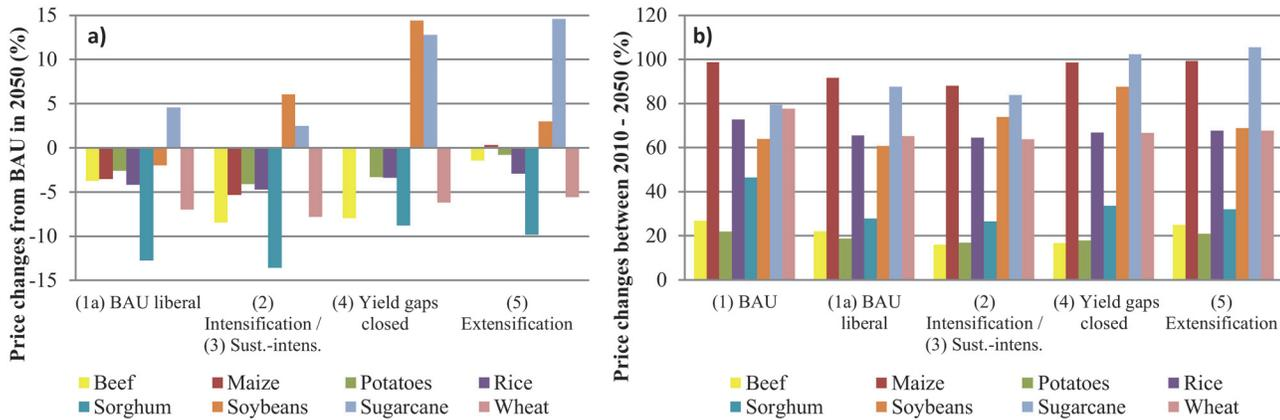 Price changes from BAU in 2050 (%)
a)
15
10
5
0
-5
-10
-15
(1a) BAU liberal
(2)
Intensification /
(3) Sust.-intens.
(4) Yield gaps
closed
(5)
Extensification
Beef
Maize
Potatoes
Rice
Sorghum
Soybeans
Sugarcane
Wheat
Price changes between 2010 - 2050 (%)
b)
120
100
80
60
40
20
0
(1) BAU
(1a) BAU
liberal
(2)
Intensification /
(3) Sust.-intens.
(4) Yield gaps
closed
(5)
Extensification
Beef
Maize
Potatoes
Rice
Sorghum
Soybeans
Sugarcane
Wheat